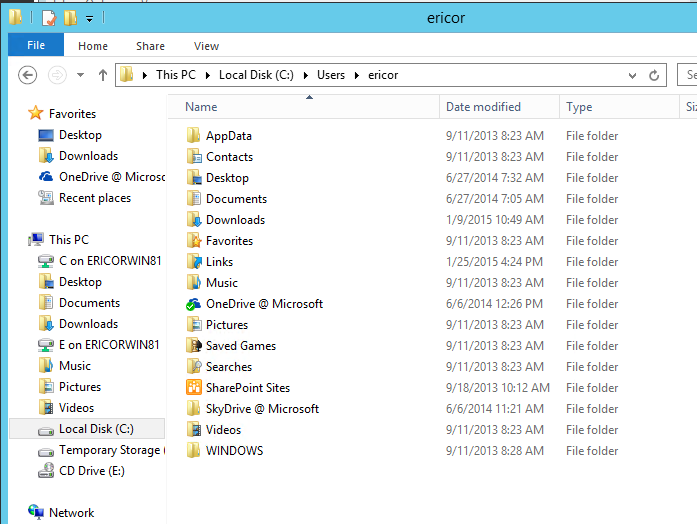 ericor
File Home Share View
This PC Local Disk (C:) Users ericor
Favorites
Desktop
Downloads
OneDrive @
Recent places
This PC
C on ERICORWIN81
Desktop
Documents
Downloads
E on ERICORWIN81
Music
Pictures
Videos
Local Disk (C:)
Temporary Storage
CD Drive (E:)
Network
Name Date modified Type
AppData 9/11/2013 8:23 AM File folder
Contacts 9/11/2013 8:23 AM File folder
Desktop 6/27/2014 7:32 AM File folder
Documents 6/27/2014 7:05 AM File folder
Downloads 1/9/2015 10:49 AM File folder
Favorites 9/11/2013 8:23 AM File folder
Links 1/25/2015 4:24 PM File folder
Music 9/11/2013 8:23 AM File folder
OneDrive @ Microsoft 6/6/2014 12:26 PM File folder
Pictures 9/11/2013 8:23 AM File folder
Saved Games 9/11/2013 8:23 AM File folder
Searches 9/11/2013 8:23 AM File folder
SharePoint Sites 9/18/2013 10:12 AM File folder
SkyDrive @ Microsoft 6/6/2014 11:21 AM File folder
Videos 9/11/2013 8:23 AM File folder
WINDOWS 9/11/2013 8:28 AM File folder